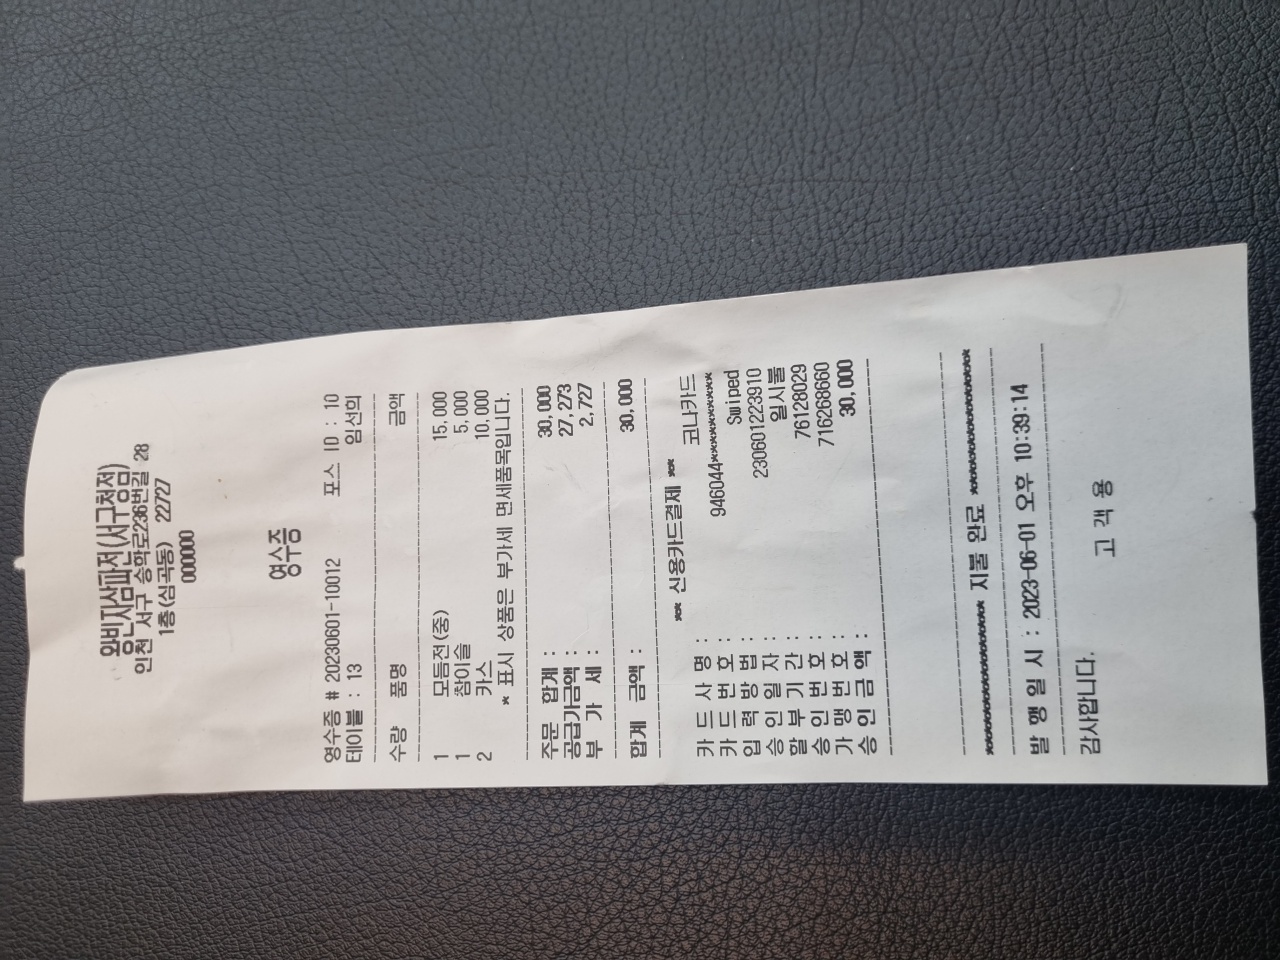 왕빈자삼파전(서구청점)
인천 서구 승학로236번길 28
1층(심곡동) 22727
000000
영수증
영수증 # 20230601-10012 포스 ID : 10
테이블 : 13 임선희
수량 품명 금액
1 모듬전(중) 15,000
1 참이슬 5,000
2 카스 10,000
* 표시 상품은 부가세 면세품목입니다.
주문 합계 : 30,000
공급가금액 : 27,273
부 가 세 : 2,727
합계 금액 : 30,000
** 신용카드결제 **
카 드 사 명 : 코나카드
카 드 번 호 : 946044**********
입 력 방 법 : Swiped
승 인 일 자 : 230601223910
할 부 기 간 : 일시불
승 인 번 호 : 76128029
가 맹 번 호 : 716268660
승 인 금 액 : 30,000
***************** 지불 완료 *****************
발 행 일 시 : 2023-06-01 오후 10:39:14
감사합니다.
고 객 용